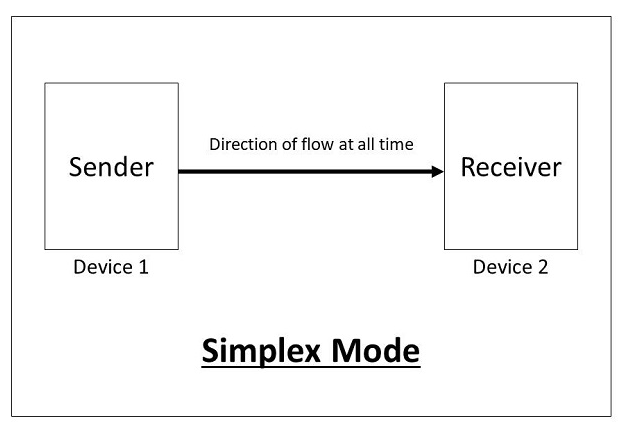 Direction of flow at all time
Sender
Receiver
Device 1
Device 2
Simplex Mode